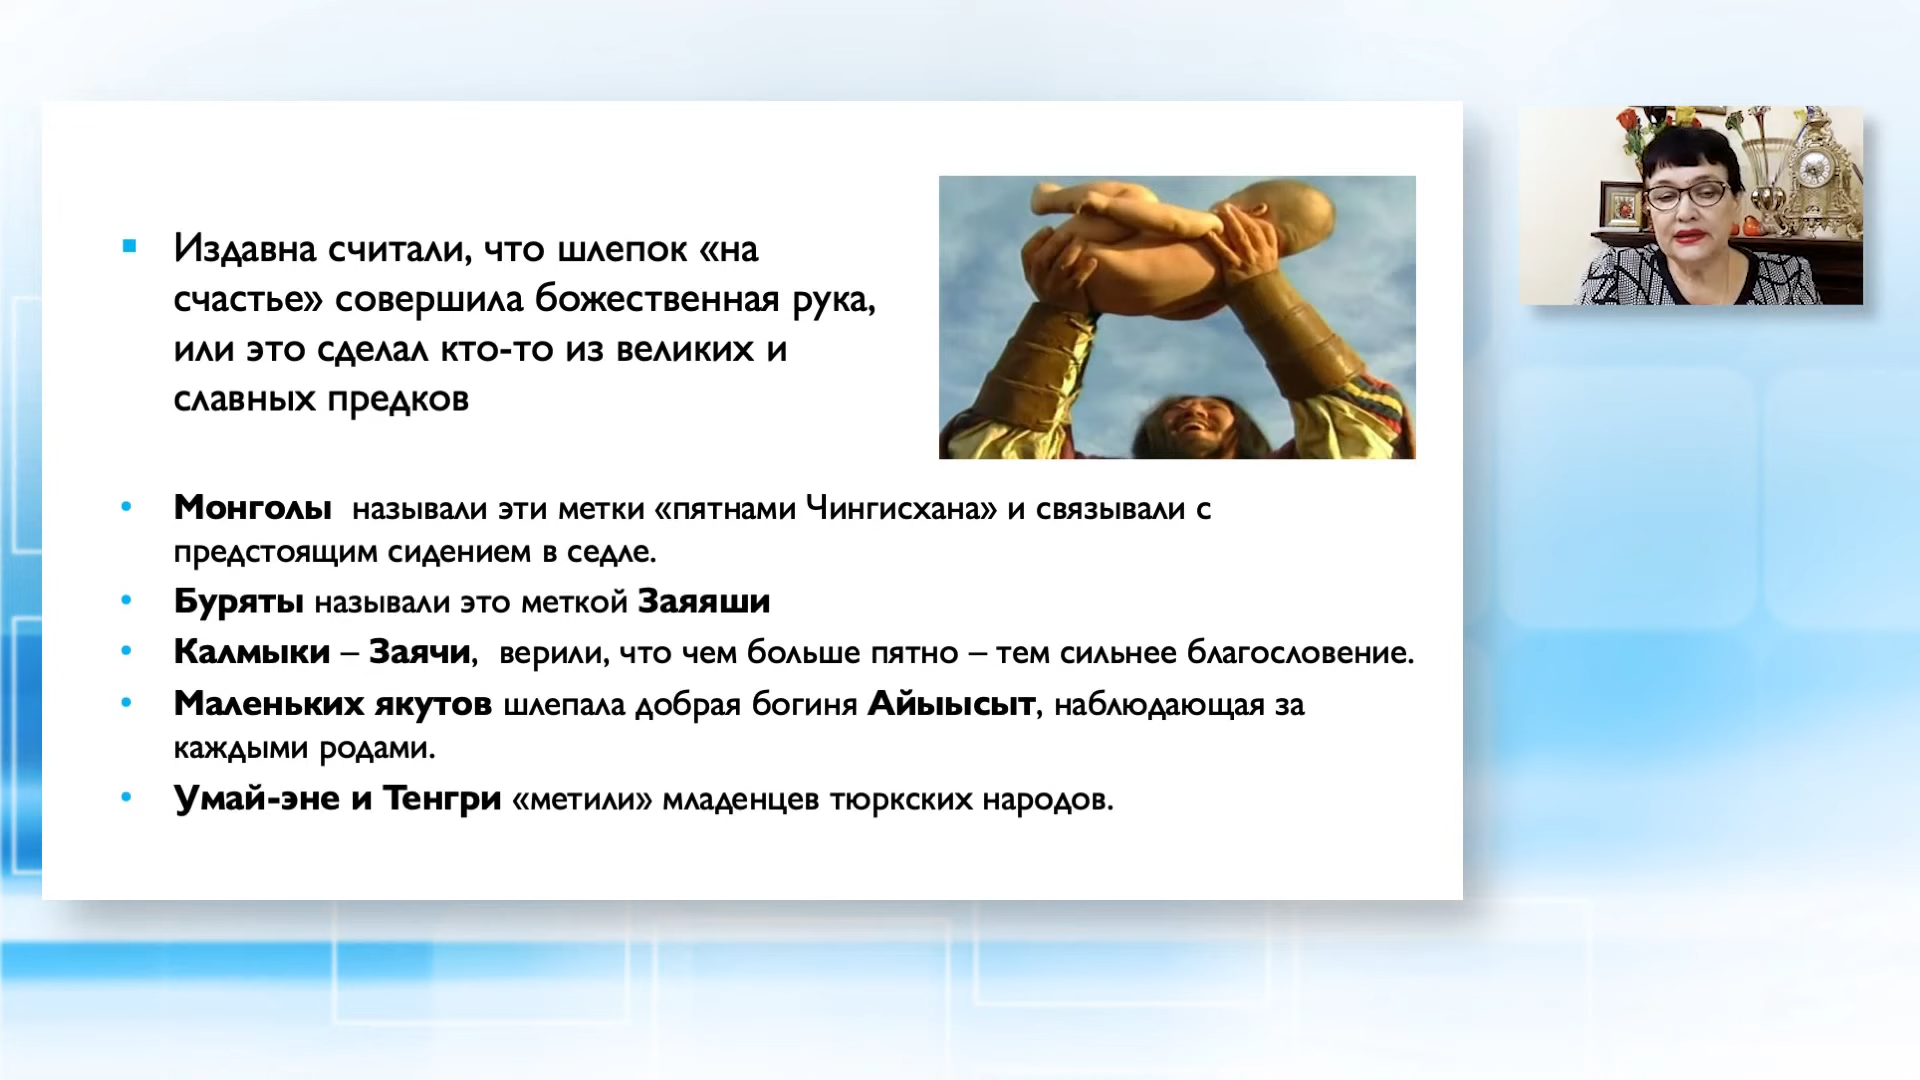 Издавна считали, что шлепок «на
счастье» совершила божественная рука,
или это сделал кто-то из великих и
славных предков
Монголы называли эти метки «пятнами Чингисхана» и связывали с
предстоящим сидением в седле.
Буряты называли это меткой Заяяши
Калмыки – Заячи, верили, что чем больше пятно – тем сильнее благословение.
Маленьких якутов шлепала добрая богиня Айыысыт, наблюдающая за
каждыми родами.
Умай-эне и Тенгри «метили» младенцев тюркских народов.